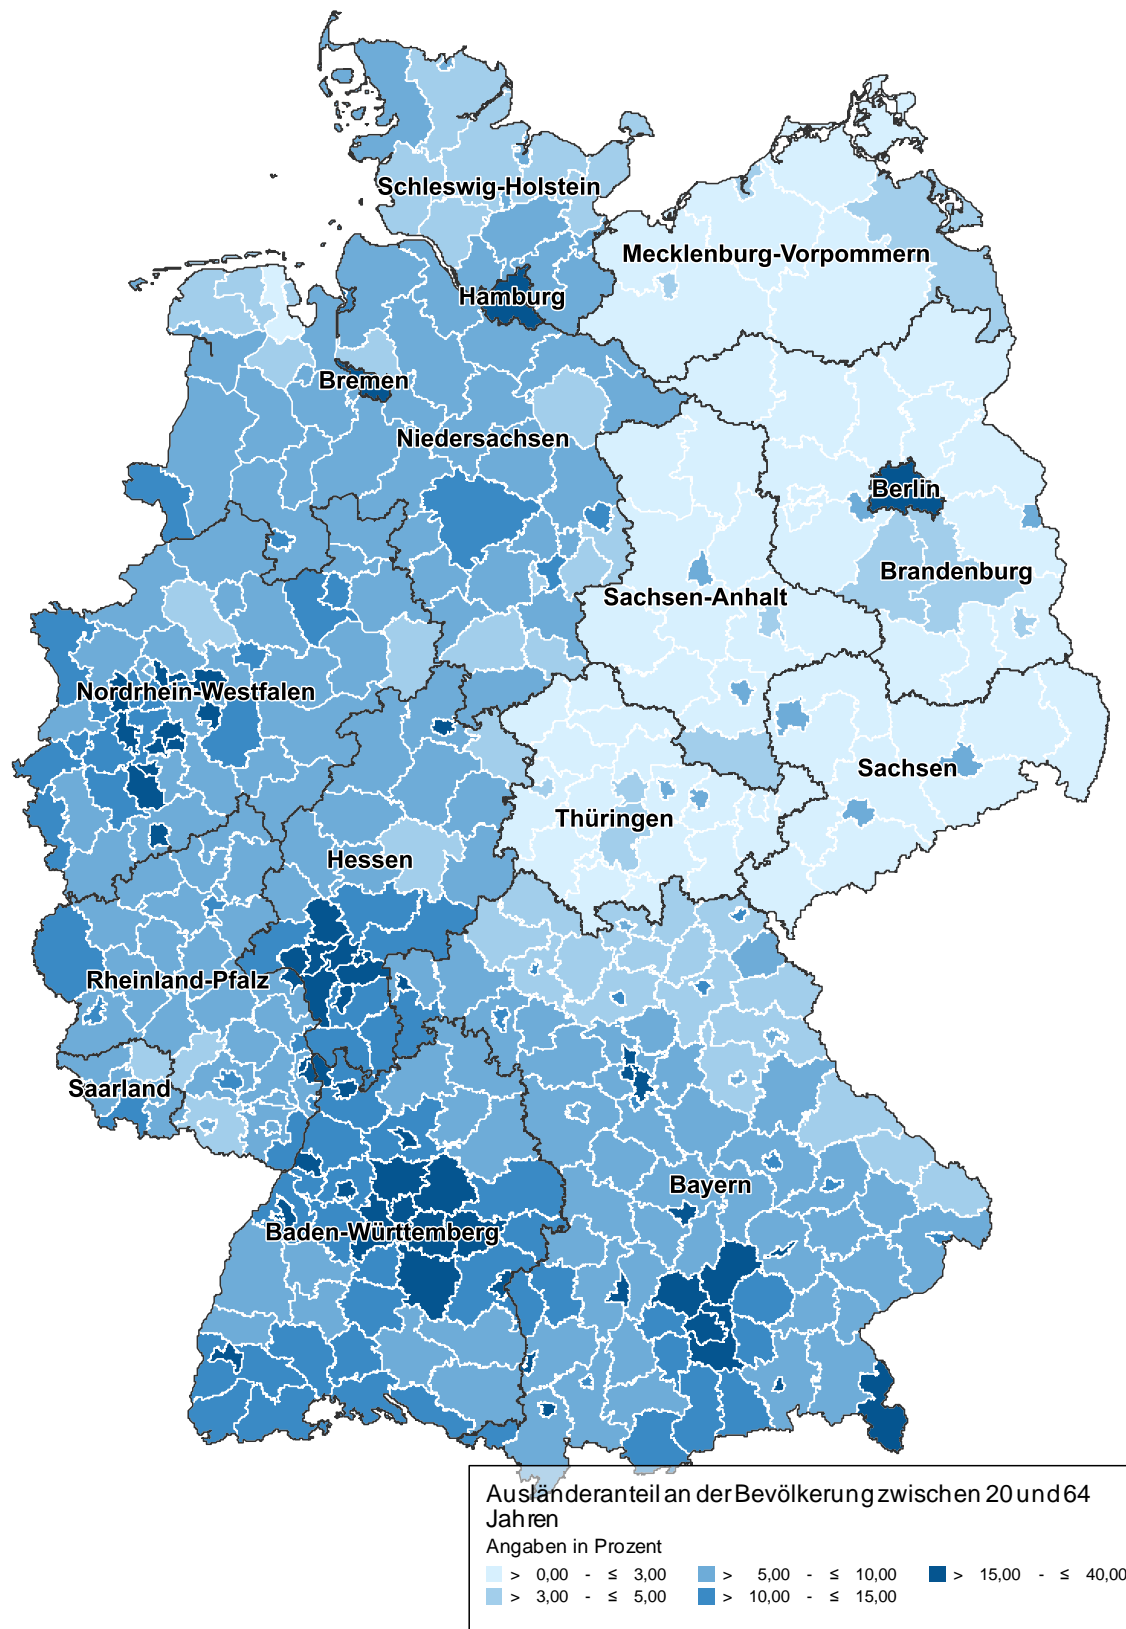 Schleswig-Holstein
Mecklenburg-Vorpommern
Hamburg
Bremen
Niedersachsen
Berlin
Brandenburg
Sachsen-Anhalt
Nordrhein-Westfalen
Sachsen
Thüringen
Hessen
Rheinland-Pfalz
Saarland
Bayern
Baden-Württemberg
Ausländeranteil an der Bevölkerung zwischen 20 und 64
Jahren
Angaben in Prozent
> 0,00 - ≤ 3,00 > 5,00 - ≤ 10,00 > 15,00 - ≤ 40,00
> 3,00 - ≤ 5,00 > 10,00 - ≤ 15,00